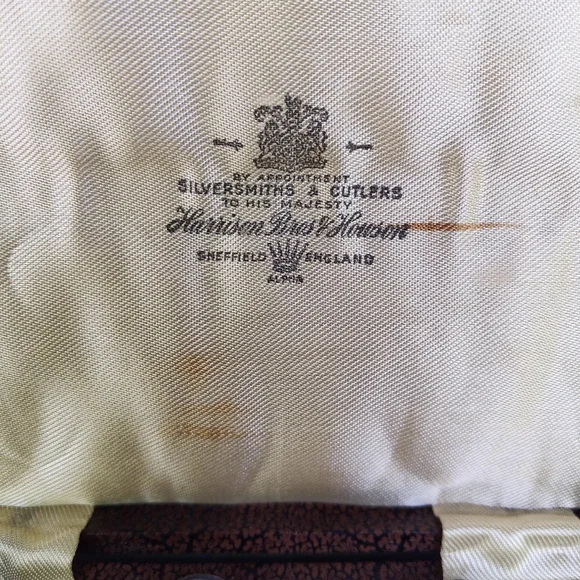 BY APPOINTMENT
SILVERSMITHS & CUTLERS
TO HIS MAJESTY
Harrison Bros & Howson
SHEFFIELD ENGLAND
ALPHA